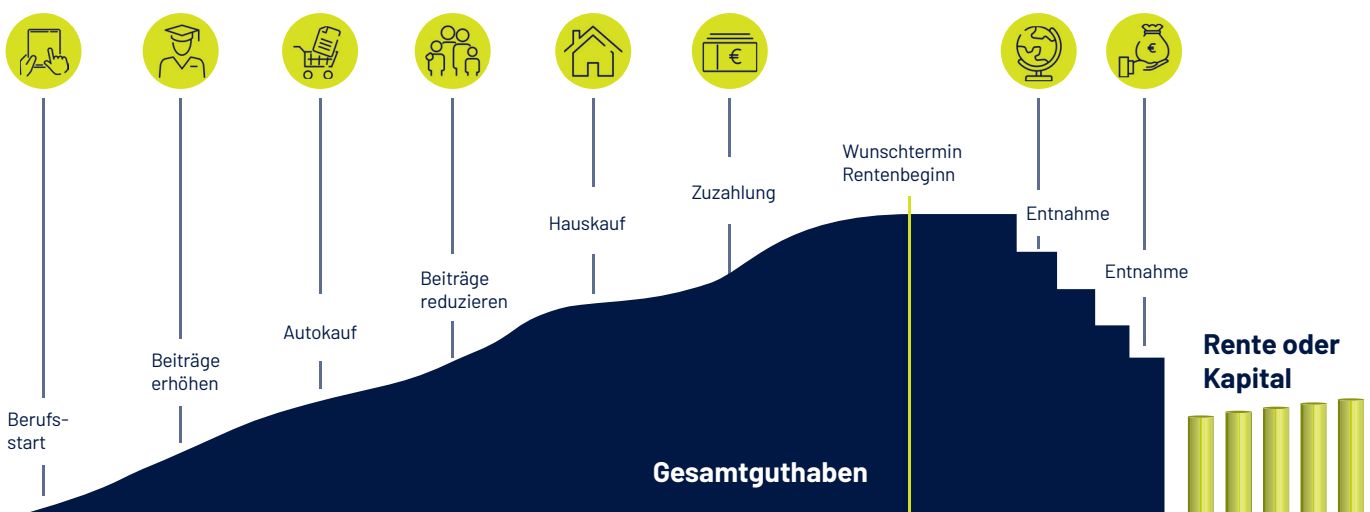 Berufs-
start
Beiträge
erhöhen
Autokauf
Beiträge
reduzieren
Hauskauf
€
Zuzahlung
Wunschtermin
Rentenbeginn
Entnahme
€
Entnahme
Rente oder
Kapital
Gesamtguthaben